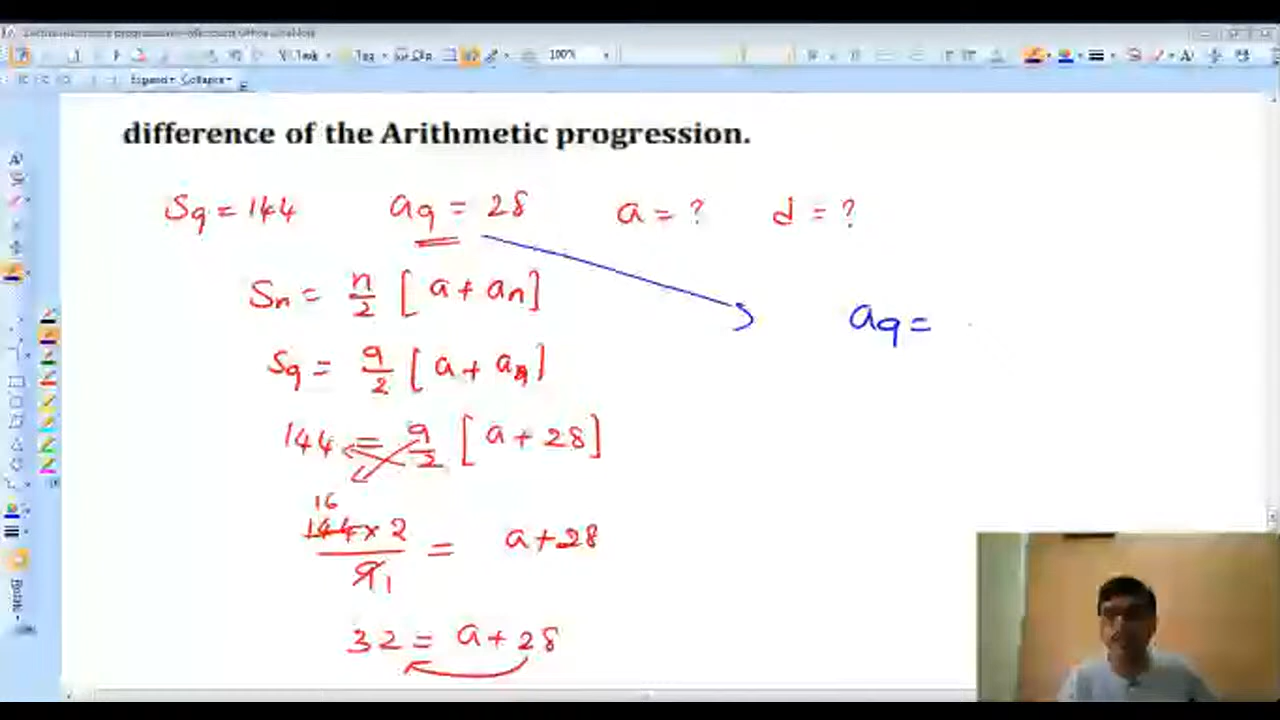 100%
difference of the Arithmetic progression.
S9 = 144 a9 = 28 a = ? d = ?
Sn = n/2 [a + an]
a9 =
S9 = 9/2 [a + a9]
144 = 9/2 [a + 28]
16
144 × 2 / 9 1 = a + 28
32 = a + 28